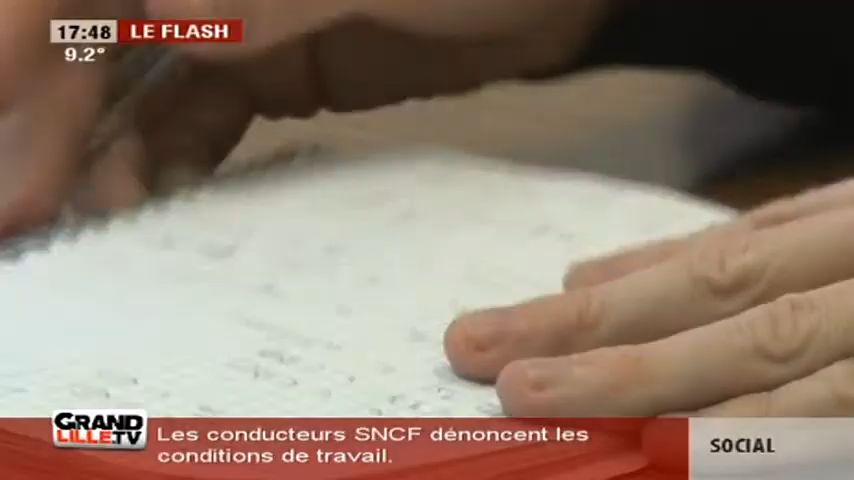 17:48 LE FLASH
9.2°
GRAND
LILLE.TV
Les conducteurs SNCF dénoncent les
conditions de travail.
SOCIAL